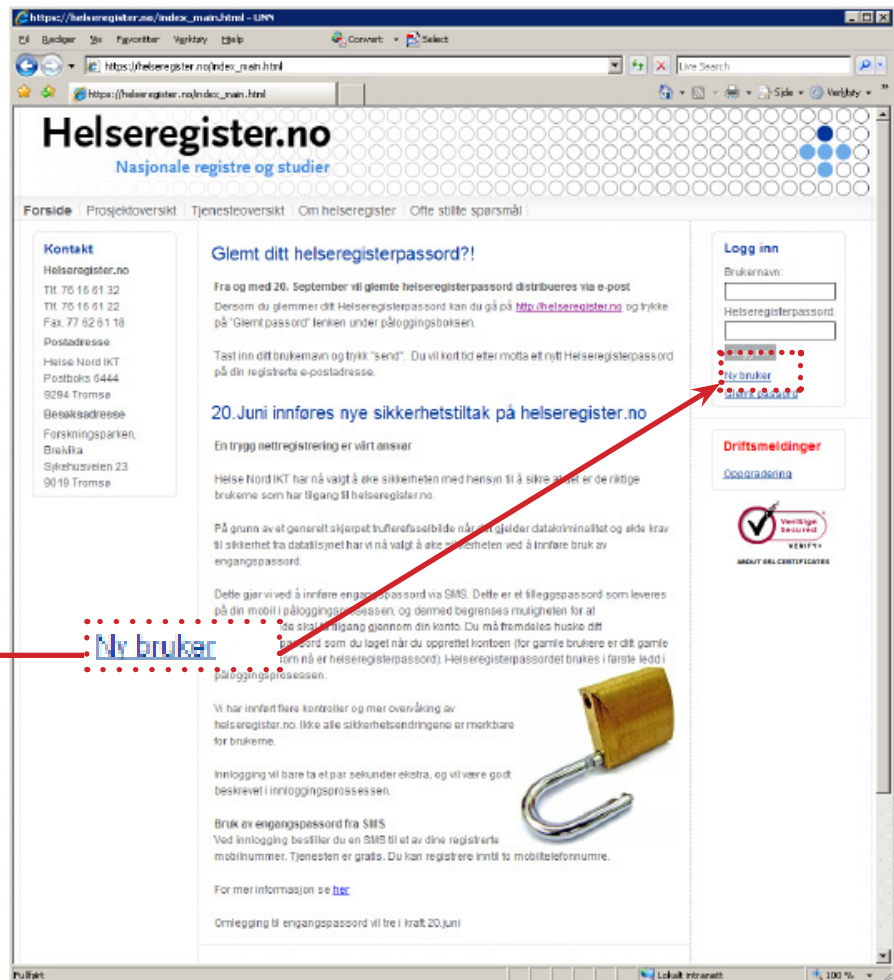 https://helseregister.no/index_main.html - UNN
Fil Rediger Vis Favoritter Verktøy Hjelp
Convert Select
https://helseregister.no/index_main.html
Live Search
https://helseregister.no/index_main.html
Side Verktøy
Helseregister.no
Nasjonale registre og studier
Forside Prosjektoversikt Tjenesteoversikt Om helseregister Ofte stilte spørsmål
Kontakt
Helseregister.no
Tlf. 76 16 61 32
Tlf. 76 16 61 22
Fax. 77 62 61 18
Postadresse
Helse Nord IKT
Postboks 6444
9294 Tromsø
Besøksadresse
Forskningsparken,
Breivika
Sykehusveien 23
9019 Tromsø
Glemt ditt helseregisterpassord?!
Fra og med 20. September vil glemte helseregisterpassord distribueres via e-post
Dersom du glemmer ditt Helseregisterpassord kan du gå på http://helseregister.no og trykke
på "Glemt passord" lenken under påloggingsboksen.
Tast inn ditt brukernavn og trykk "send". Du vil kort tid etter motta ett nytt Helseregisterpassord
på din registrerte e-postadresse.
20.Juni innføres nye sikkerhetstiltak på helseregister.no
En trygg nettregistrering er vårt ansvar
Helse Nord IKT har nå valgt å øke sikkerheten med hensyn til å sikre at det er de riktige
brukerne som har tilgang til helseregister.no.
På grunn av et generelt skjerpet trusselbilde når det gjelder datakriminalitet og økte krav
til sikkerhet fra datatilsynet har vi nå valgt å øke sikkerheten ved å innføre bruk av
engangspassord.
Dette gjør vi ved å innføre engangspassord via SMS. Dette er et tilleggspassord som leveres
på din mobil i påloggingsprosessen, og dermed begrenses muligheten for at
de skal få tilgang gjennom din konto. Du må fremdeles huske ditt
passord som du laget når du opprettet kontoen (for gamle brukere er ditt gamle
om nå er helseregisterpassord). Helseregisterpassordet brukes i første ledd i
påloggingsprosessen.
Ny bruker
Vi har innført flere kontroller og mer overvåking av
helseregister.no. Ikke alle sikkerhetsendringene er merkbare
for brukerne.
Innlogging vil bare ta et par sekunder ekstra, og vil være godt
beskrevet i innloggingsprossessen.
Bruk av engangspassord fra SMS
Ved innlogging bestiller du en SMS til et av dine registrerte
mobilnummer. Tjenesten er gratis. Du kan registrere inntil to mobiltelefonnumre.
For mer informasjon se her
Omlegging til engangspassord vil tre i kraft 20.juni
Logg inn
Brukernavn:
Helseregisterpassord:
Ny bruker
Glemt passord
Driftsmeldinger
Oppgradering
VeriSign
Secured
VERIFY
ABOUT SSL CERTIFICATES
Fullført
Lokalt intranett
100 %